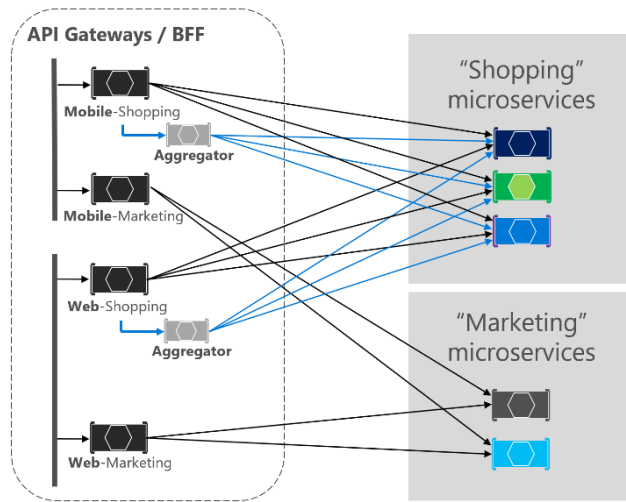 API Gateways / BFF
Mobile-Shopping
Aggregator
Mobile-Marketing
Web-Shopping
Aggregator
Web-Marketing
“Shopping”
microservices
“Marketing”
microservices